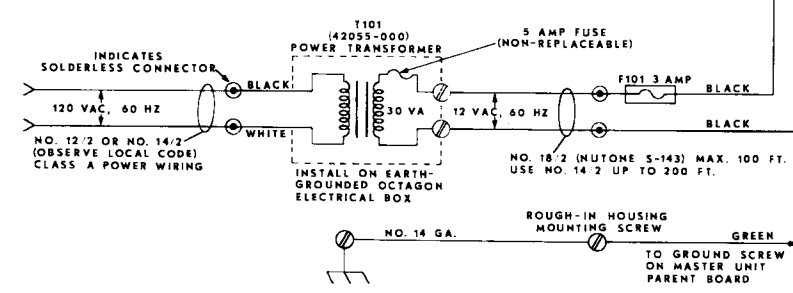 T101
(42055-000)
POWER TRANSFORMER
5 AMP FUSE
(NON-REPLACEABLE)
INDICATES
SOLDERLESS CONNECTOR
BLACK
F101 3 AMP
BLACK
120 VAC, 60 HZ
30 VA
12 VAC, 60 HZ
WHITE
BLACK
NO. 12/2 OR NO. 14/2
(OBSERVE LOCAL CODE)
CLASS A POWER WIRING
NO. 18/2 (NUTONE S-143) MAX. 100 FT.
USE NO. 14/2 UP TO 200 FT.
INSTALL ON EARTH-
GROUNDED OCTAGON
ELECTRICAL BOX
ROUGH-IN HOUSING
MOUNTING SCREW
NO. 14 GA.
GREEN
TO GROUND SCREW
ON MASTER UNIT
PARENT BOARD